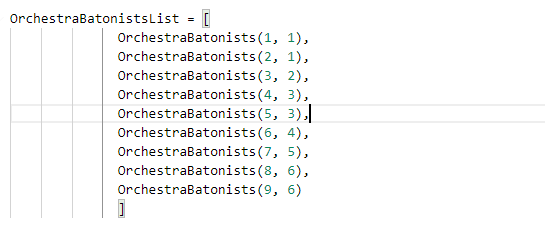 OrchestraBatonistsList = [
OrchestraBatonists(1, 1),
OrchestraBatonists(2, 1),
OrchestraBatonists(3, 2),
OrchestraBatonists(4, 3),
OrchestraBatonists(5, 3),
OrchestraBatonists(6, 4),
OrchestraBatonists(7, 5),
OrchestraBatonists(8, 6),
OrchestraBatonists(9, 6)
]